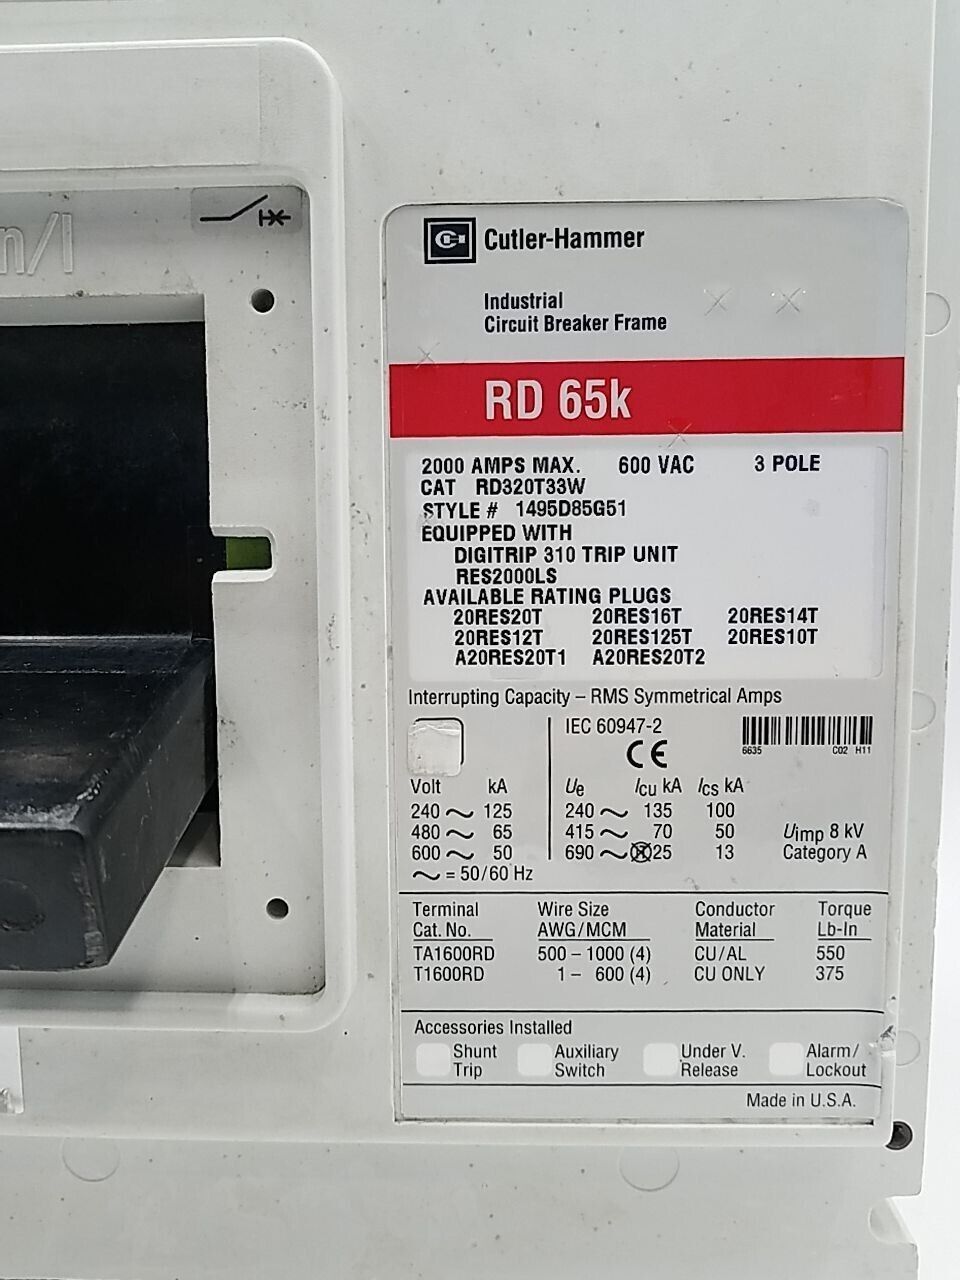 n/I
Cutler-Hammer
Industrial
Circuit Breaker Frame
RD 65k
2000 AMPS MAX. 600 VAC 3 POLE
CAT RD320T33W
STYLE # 1495D85G51
EQUIPPED WITH
DIGITRIP 310 TRIP UNIT
RES2000LS
AVAILABLE RATING PLUGS
20RES20T 20RES16T 20RES14T
20RES12T 20RES125T 20RES10T
A20RES20T1 A20RES20T2
Interrupting Capacity – RMS Symmetrical Amps
IEC 60947-2
CE
6635 C02 H11
Volt kA Ue Icu kA Ics kA
240 ~ 125 240 ~ 135 100
480 ~ 65 415 ~ 70 50 Uimp 8 kV
600 ~ 50 690 ~ 25 13 Category A
~ = 50/60 Hz
Terminal Wire Size Conductor Torque
Cat. No. AWG/MCM Material Lb-In
TA1600RD 500 – 1000 (4) CU/AL 550
T1600RD 1 – 600 (4) CU ONLY 375
Accessories Installed
Shunt Auxiliary Under V. Alarm/
Trip Switch Release Lockout
Made in U.S.A.